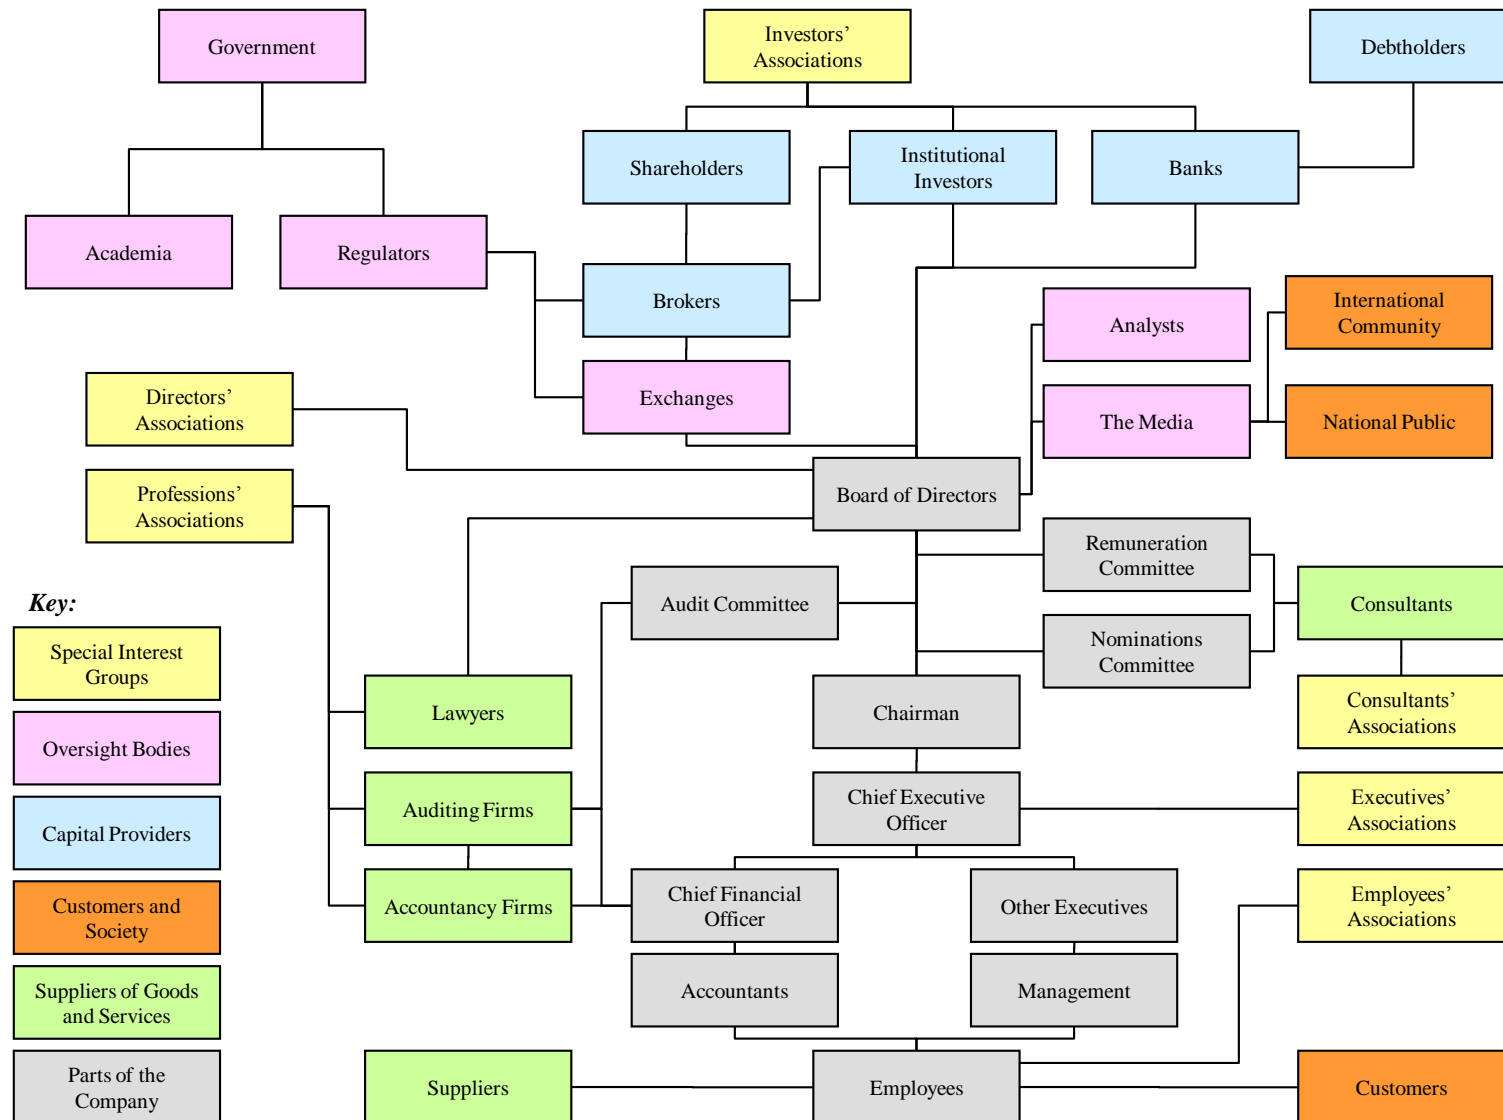 Government
Investors’
Associations
Debtholders
Shareholders
Institutional
Investors
Banks
Academia
Regulators
Brokers
Analysts
International
Community
Exchanges
The Media
National Public
Directors’
Associations
Board of Directors
Professions’
Associations
Remuneration
Committee
Key:
Audit Committee
Consultants
Special Interest
Groups
Nominations
Committee
Lawyers
Chairman
Consultants’
Associations
Oversight Bodies
Auditing Firms
Chief Executive
Officer
Executives’
Associations
Capital Providers
Accountancy Firms
Chief Financial
Officer
Other Executives
Employees’
Associations
Customers and
Society
Accountants
Management
Suppliers of Goods
and Services
Parts of the
Company
Suppliers
Employees
Customers